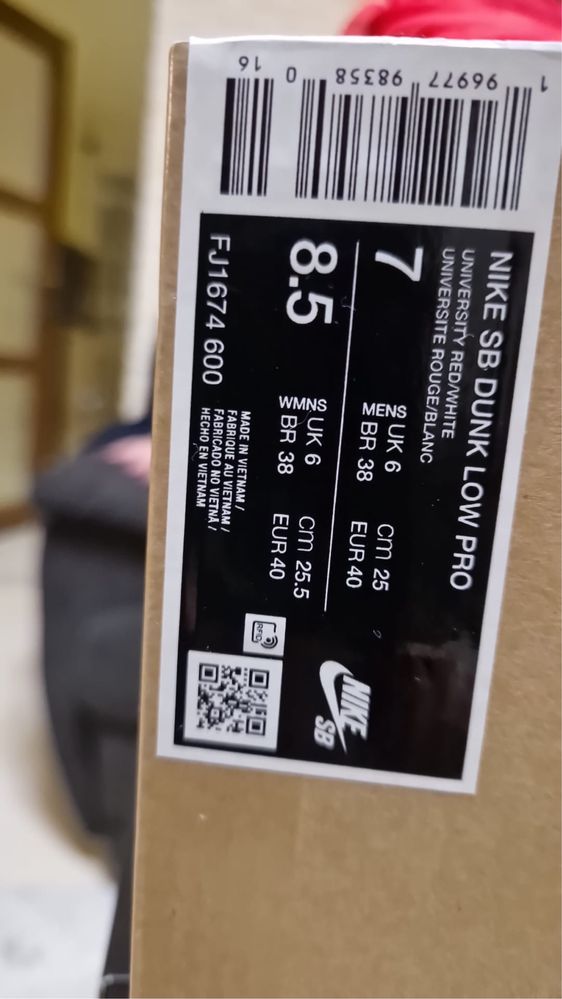 NIKE SB DUNK LOW PRO
UNIVERSITY RED/WHITE
UNIVERSITE ROUGE/BLANC
7
MENS UK 6 cm 25
BR 38 EUR 40
8.5
WMNS UK 6 cm 25.5
BR 38 EUR 40
FJ1674 600
MADE IN VIETNAM /
FABRIQUE AU VIETNAM /
FABRICADO NO VIETNÃ /
HECHO EN VIETNAM
RFID
NIKE
SB
1 96977 98358 0 16